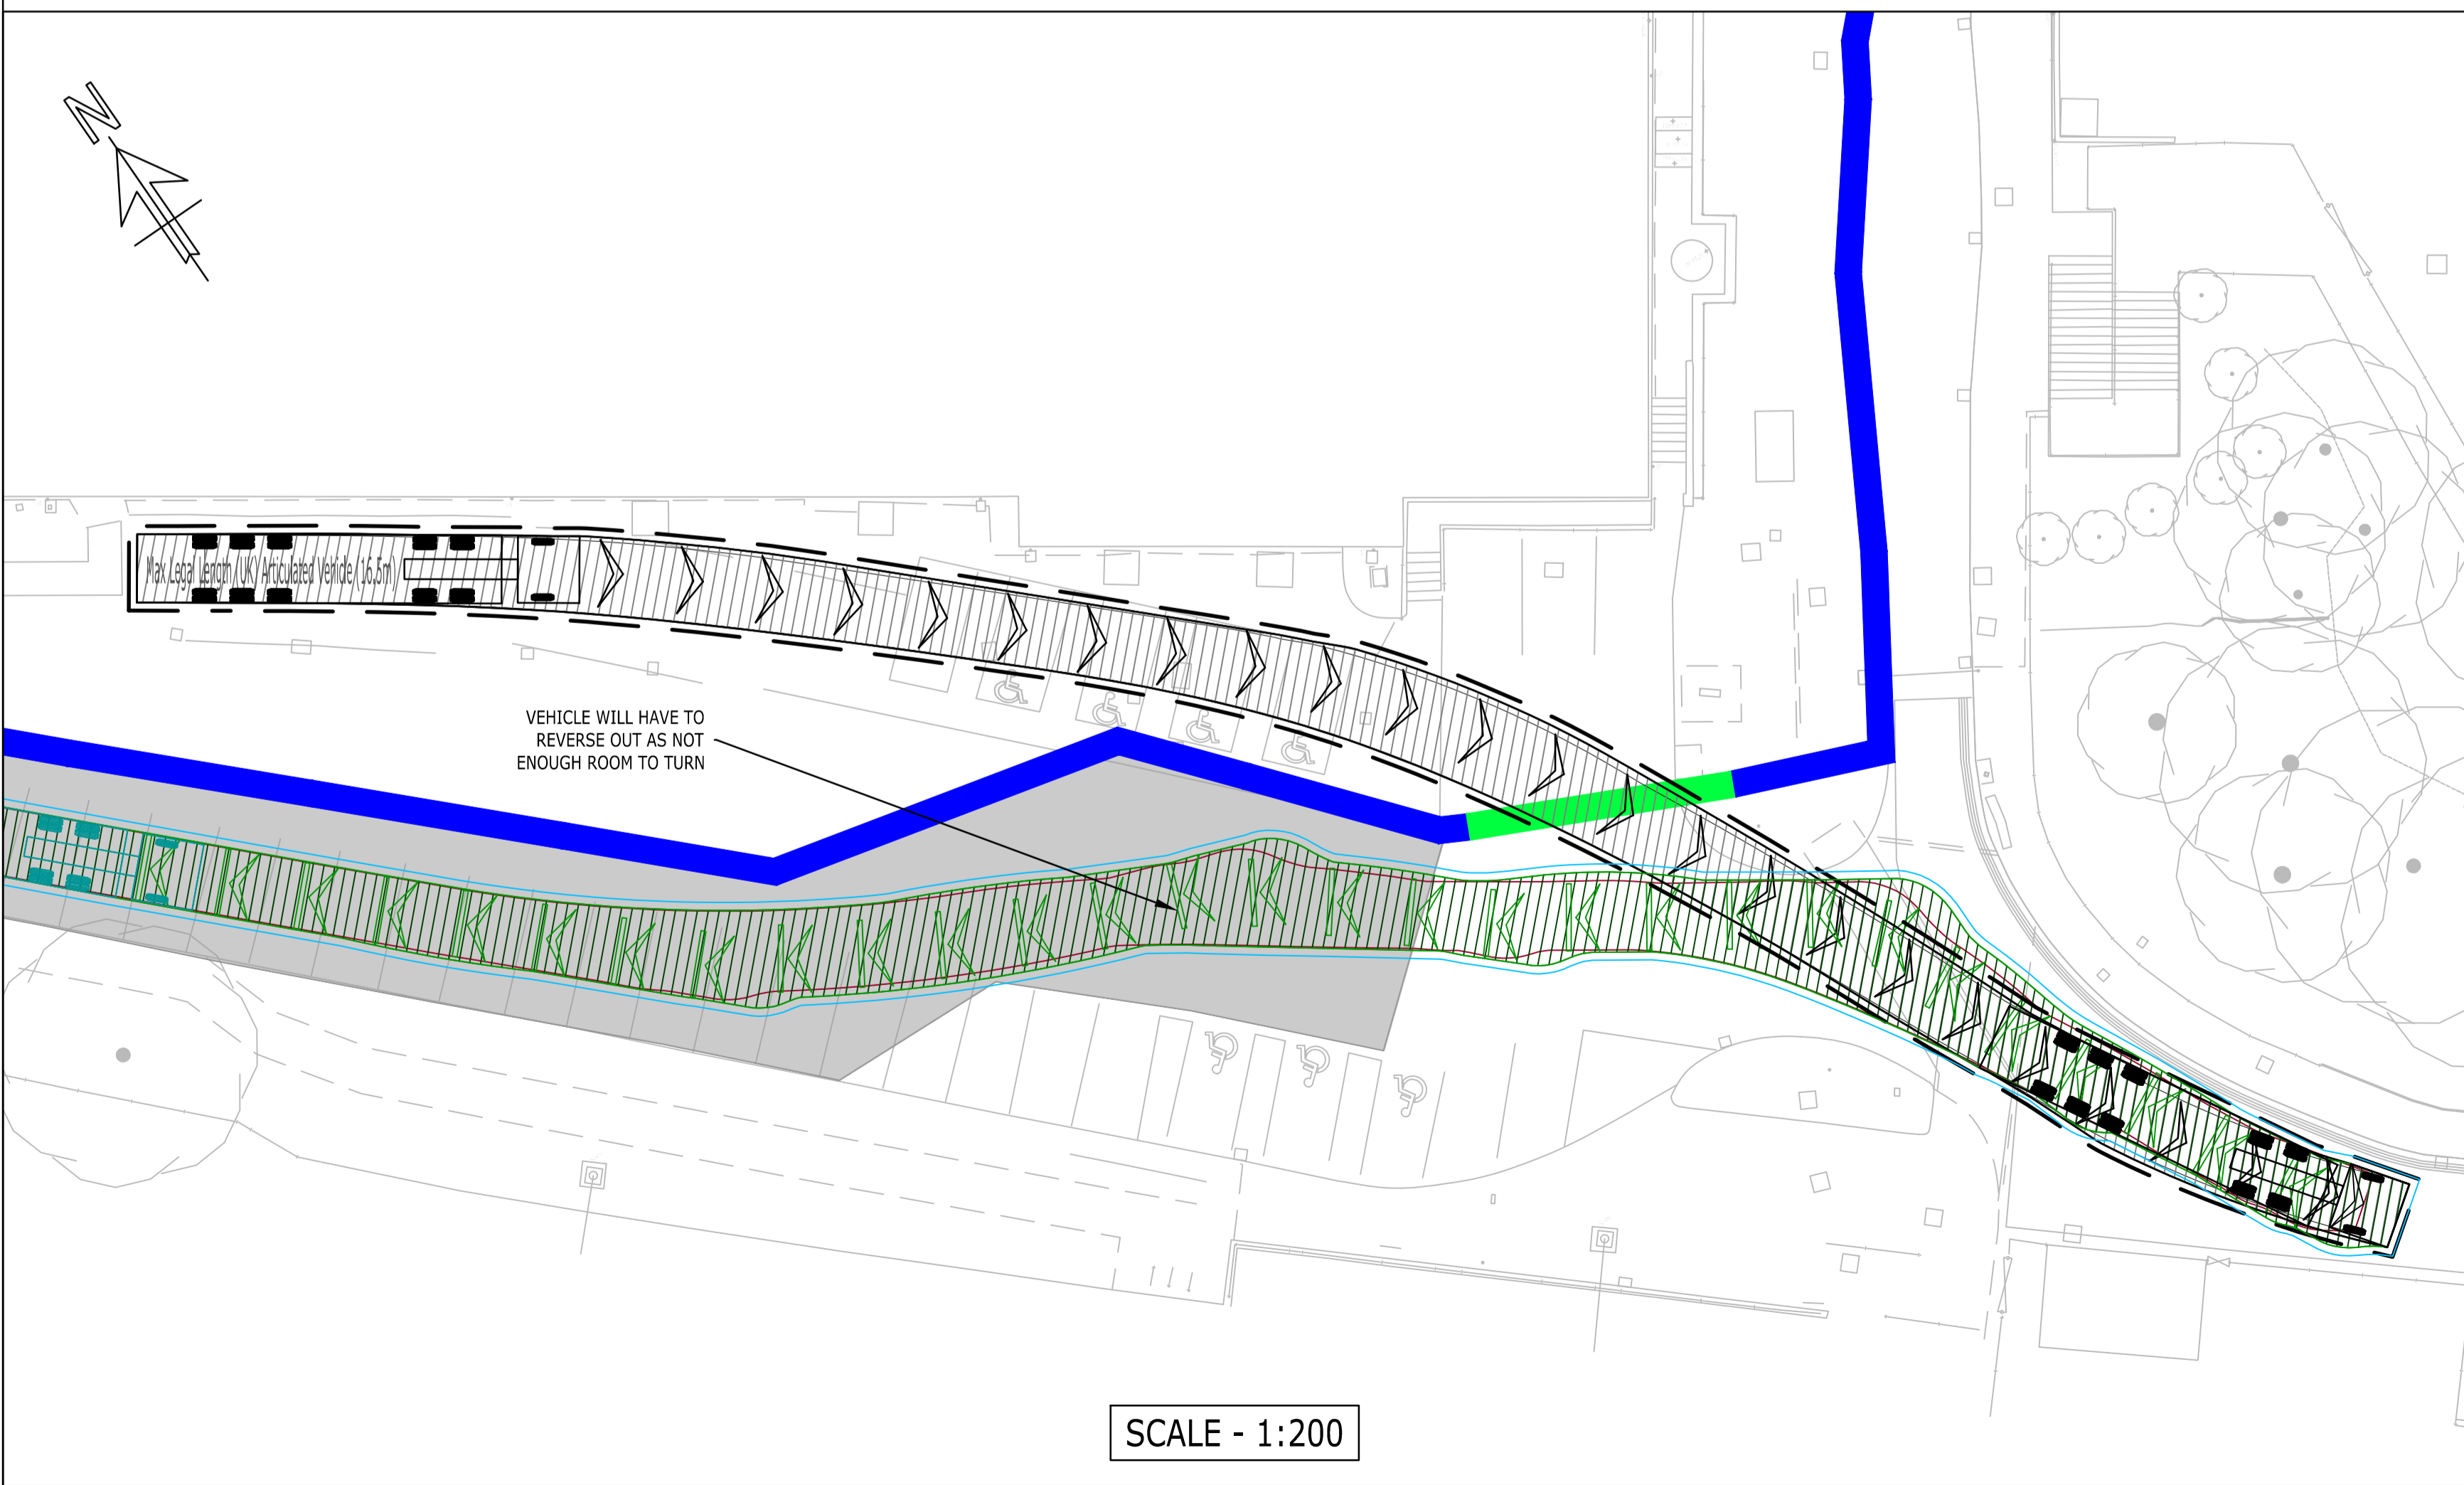 N
Max Legal Length (UK) Articulated Vehicle (16.5m)
VEHICLE WILL HAVE TO
REVERSE OUT AS NOT
ENOUGH ROOM TO TURN
SCALE - 1:200